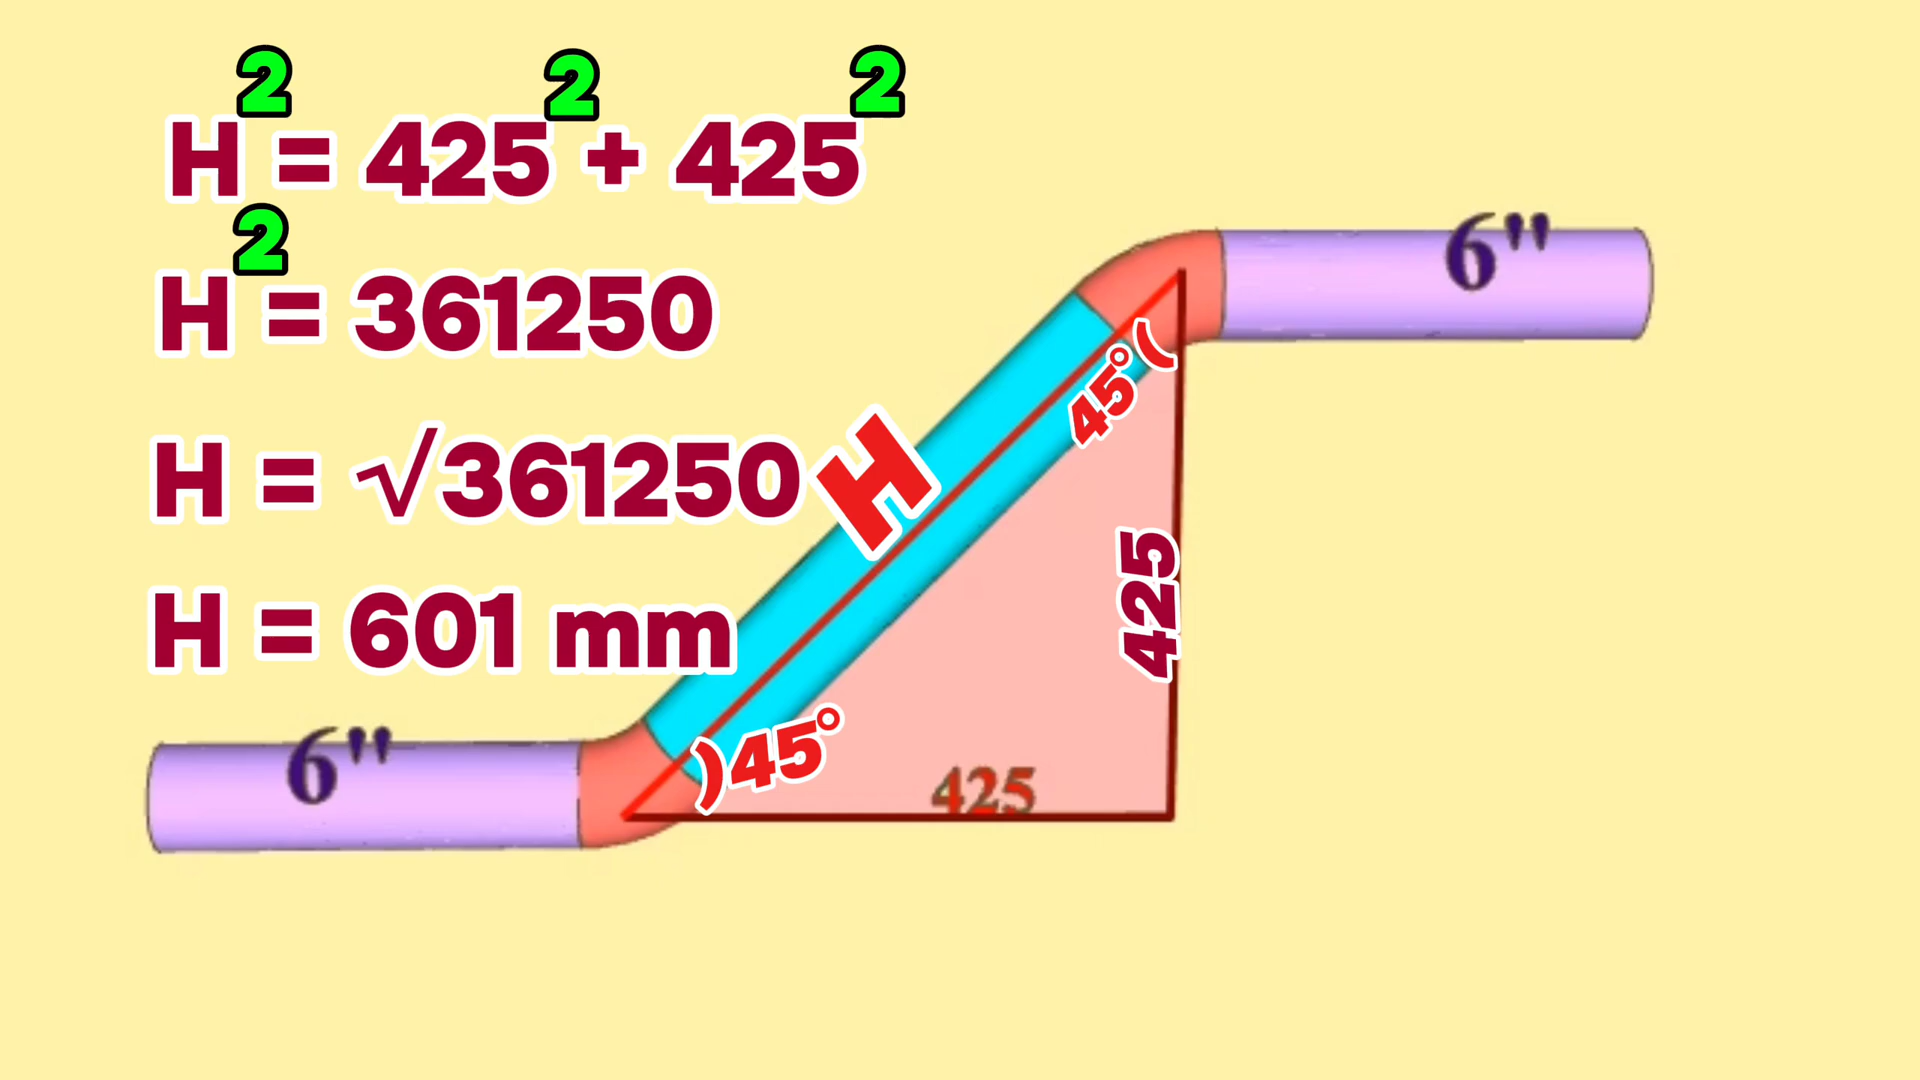 H² = 425² + 425²
H² = 361250
H = √361250
H = 601 mm
H
6"
45°
425
)45°
425
6"